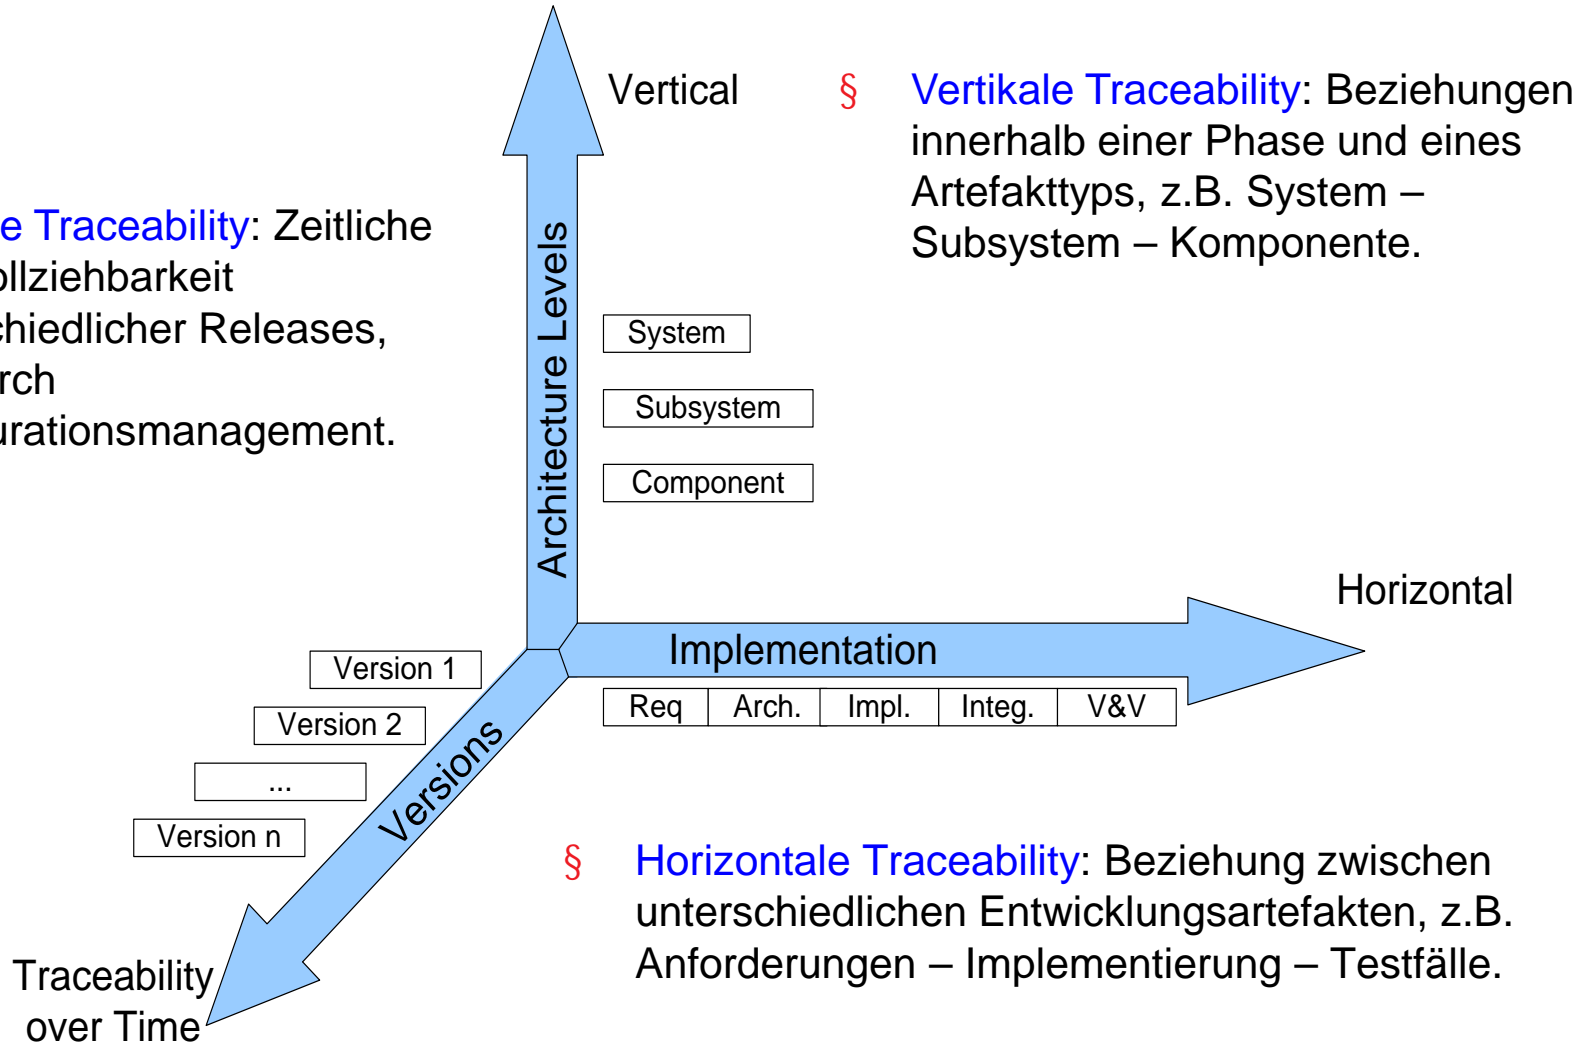 Vertical
§ Vertikale Traceability: Beziehungen
innerhalb einer Phase und eines
Artefakttyps, z.B. System –
Subsystem – Komponente.
e Traceability: Zeitliche
ollziehbarkeit
chiedlicher Releases,
rch
urationsmanagement.
Architecture Levels
System
Subsystem
Component
Horizontal
Implementation
Req Arch. Impl. Integ. V&V
Version 1
Version 2
...
Version n
Versions
§ Horizontale Traceability: Beziehung zwischen
unterschiedlichen Entwicklungsartefakten, z.B.
Anforderungen – Implementierung – Testfälle.
Traceability
over Time